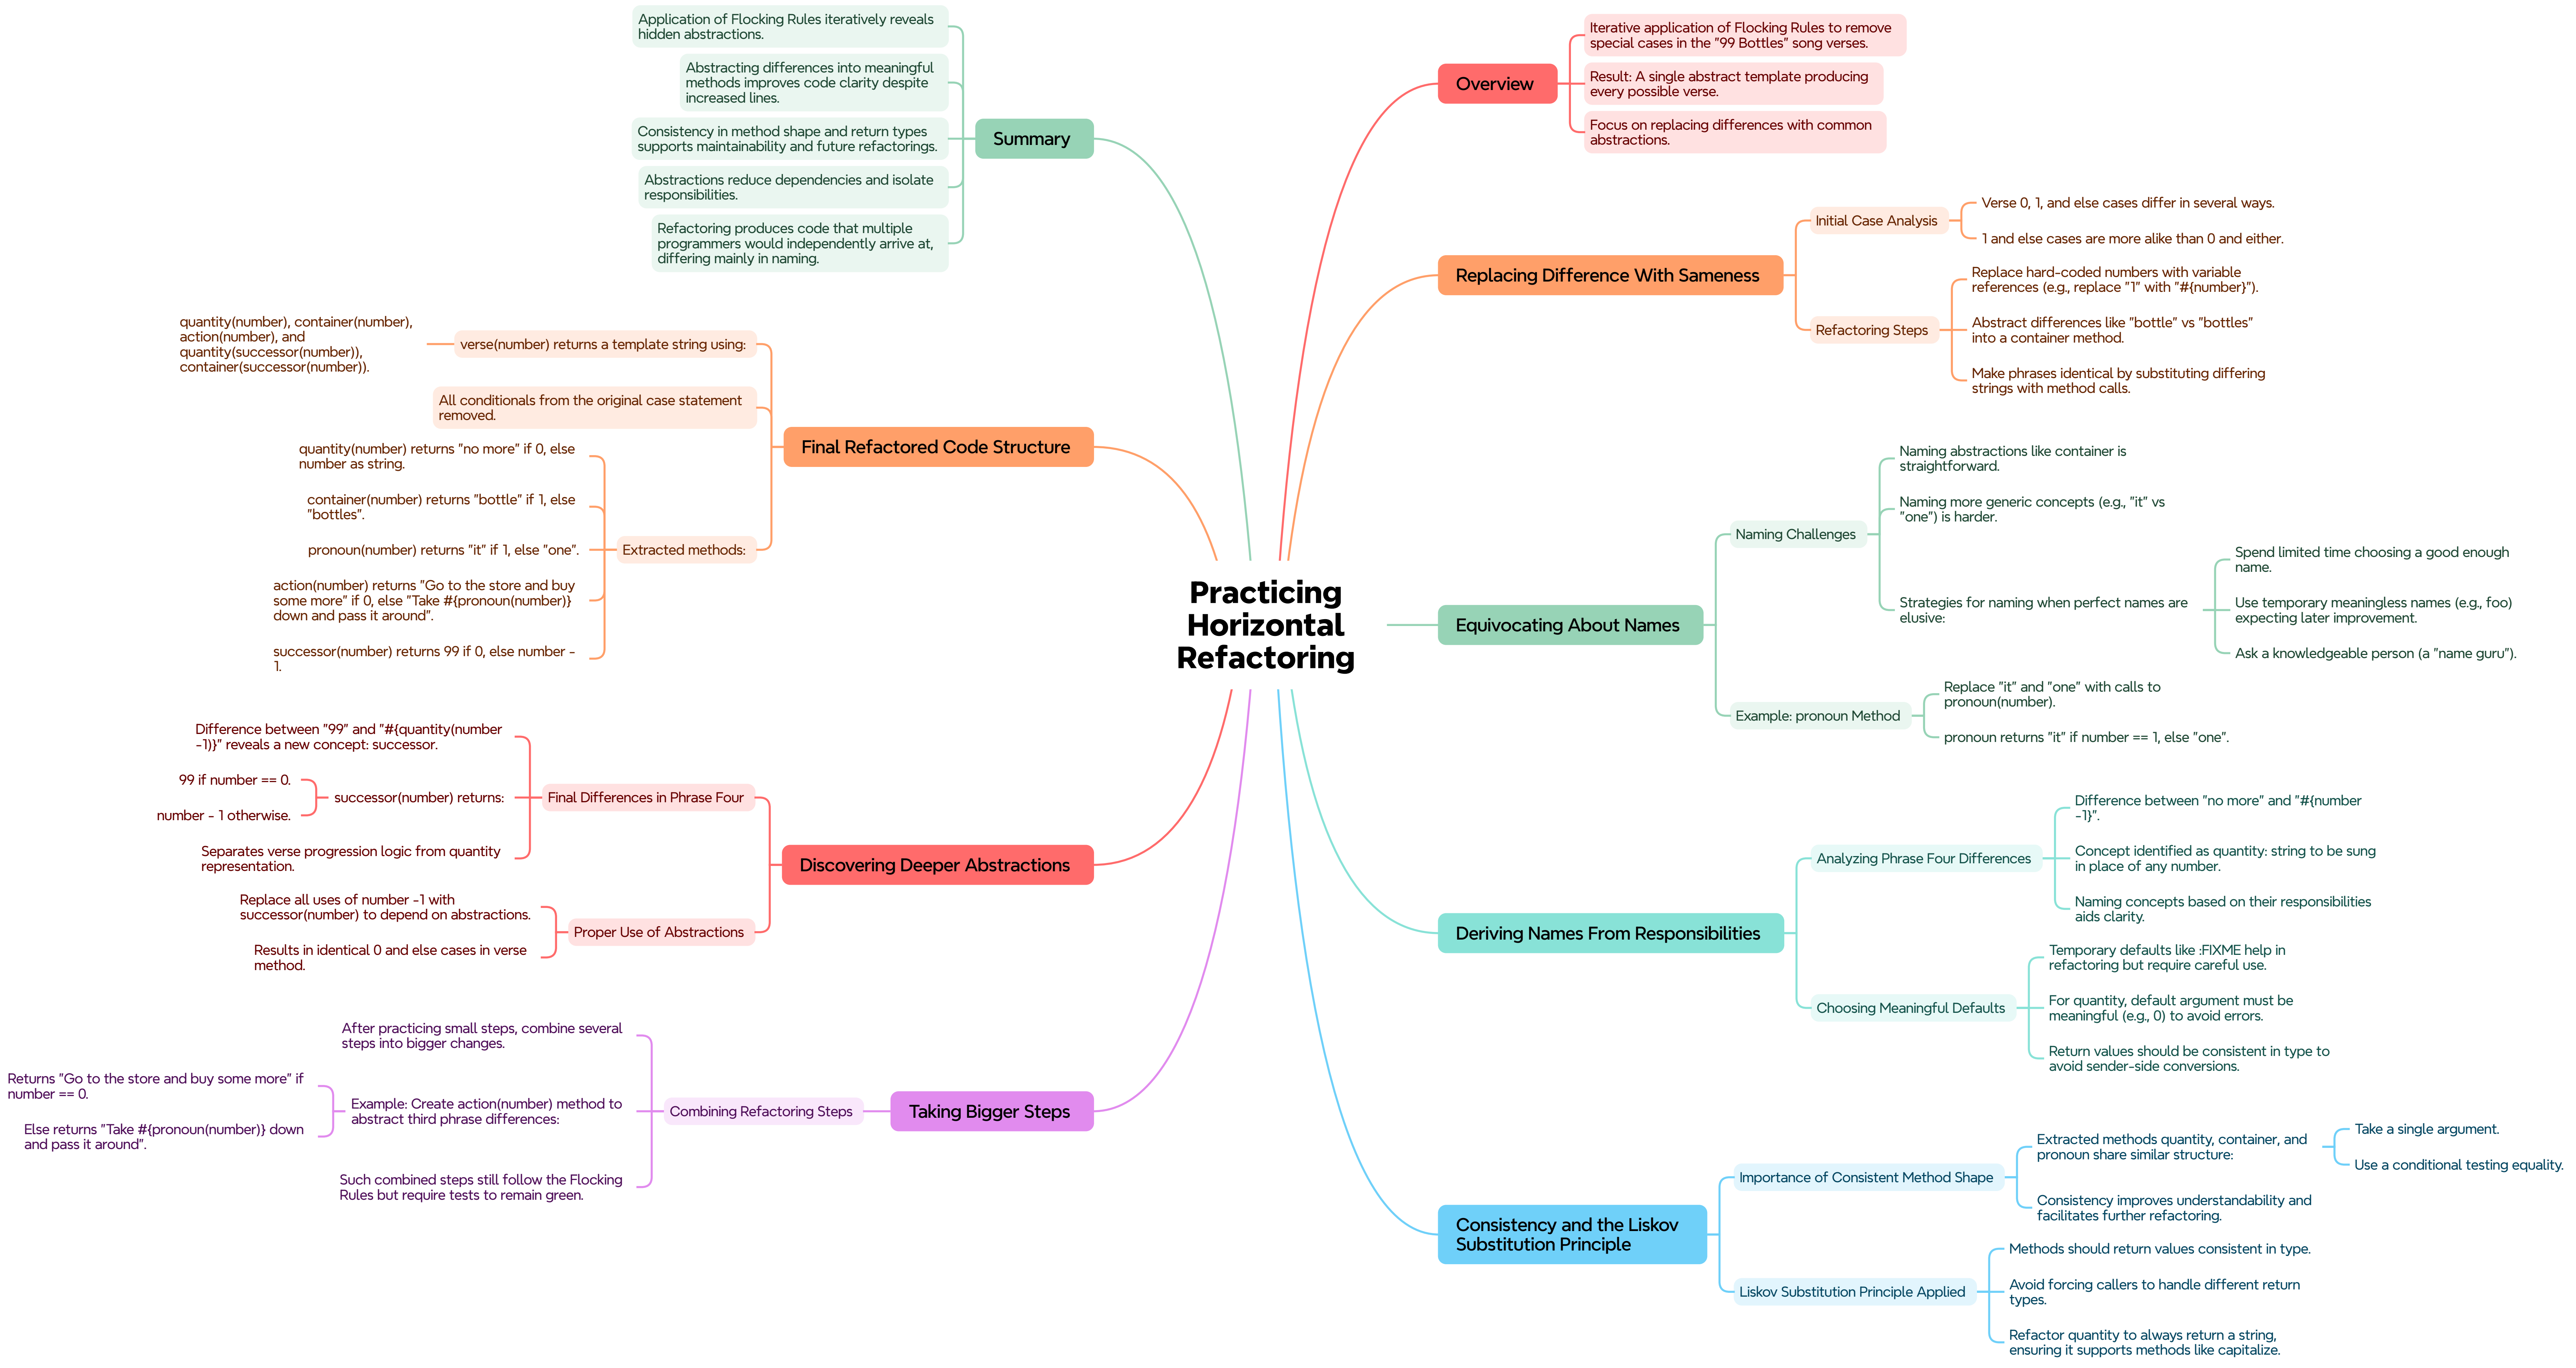 Practicing
Horizontal
Refactoring
Overview
Iterative application of Flocking Rules to remove
special cases in the "99 Bottles" song verses.
Result: A single abstract template producing
every possible verse.
Focus on replacing differences with common
abstractions.
Replacing Difference With Sameness
Initial Case Analysis
Verse 0, 1, and else cases differ in several ways.
1 and else cases are more alike than 0 and either.
Refactoring Steps
Replace hard-coded numbers with variable
references (e.g., replace "1" with "#{number}").
Abstract differences like "bottle" vs "bottles"
into a container method.
Make phrases identical by substituting differing
strings with method calls.
Equivocating About Names
Naming Challenges
Naming abstractions like container is
straightforward.
Naming more generic concepts (e.g., "it" vs
"one") is harder.
Strategies for naming when perfect names are
elusive:
Spend limited time choosing a good enough
name.
Use temporary meaningless names (e.g., foo)
expecting later improvement.
Ask a knowledgeable person (a "name guru").
Example: pronoun Method
Replace "it" and "one" with calls to
pronoun(number).
pronoun returns "it" if number == 1, else "one".
Deriving Names From Responsibilities
Analyzing Phrase Four Differences
Difference between "no more" and "#{number
-1}".
Concept identified as quantity: string to be sung
in place of any number.
Naming concepts based on their responsibilities
aids clarity.
Choosing Meaningful Defaults
Temporary defaults like :FIXME help in
refactoring but require careful use.
For quantity, default argument must be
meaningful (e.g., 0) to avoid errors.
Return values should be consistent in type to
avoid sender-side conversions.
Consistency and the Liskov
Substitution Principle
Importance of Consistent Method Shape
Extracted methods quantity, container, and
pronoun share similar structure:
Take a single argument.
Use a conditional testing equality.
Consistency improves understandability and
facilitates further refactoring.
Liskov Substitution Principle Applied
Methods should return values consistent in type.
Avoid forcing callers to handle different return
types.
Refactor quantity to always return a string,
ensuring it supports methods like capitalize.
Taking Bigger Steps
Combining Refactoring Steps
After practicing small steps, combine several
steps into bigger changes.
Example: Create action(number) method to
abstract third phrase differences:
Returns "Go to the store and buy some more" if
number == 0.
Else returns "Take #{pronoun(number)} down
and pass it around".
Such combined steps still follow the Flocking
Rules but require tests to remain green.
Discovering Deeper Abstractions
Final Differences in Phrase Four
Difference between "99" and "#{quantity(number
-1)}" reveals a new concept: successor.
successor(number) returns:
99 if number == 0.
number - 1 otherwise.
Separates verse progression logic from quantity
representation.
Proper Use of Abstractions
Replace all uses of number -1 with
successor(number) to depend on abstractions.
Results in identical 0 and else cases in verse
method.
Final Refactored Code Structure
verse(number) returns a template string using:
quantity(number), container(number),
action(number), and
quantity(successor(number)),
container(successor(number)).
All conditionals from the original case statement
removed.
Extracted methods:
quantity(number) returns "no more" if 0, else
number as string.
container(number) returns "bottle" if 1, else
"bottles".
pronoun(number) returns "it" if 1, else "one".
action(number) returns "Go to the store and buy
some more" if 0, else "Take #{pronoun(number)}
down and pass it around".
successor(number) returns 99 if 0, else number -
1.
Summary
Application of Flocking Rules iteratively reveals
hidden abstractions.
Abstracting differences into meaningful
methods improves code clarity despite
increased lines.
Consistency in method shape and return types
supports maintainability and future refactorings.
Abstractions reduce dependencies and isolate
responsibilities.
Refactoring produces code that multiple
programmers would independently arrive at,
differing mainly in naming.